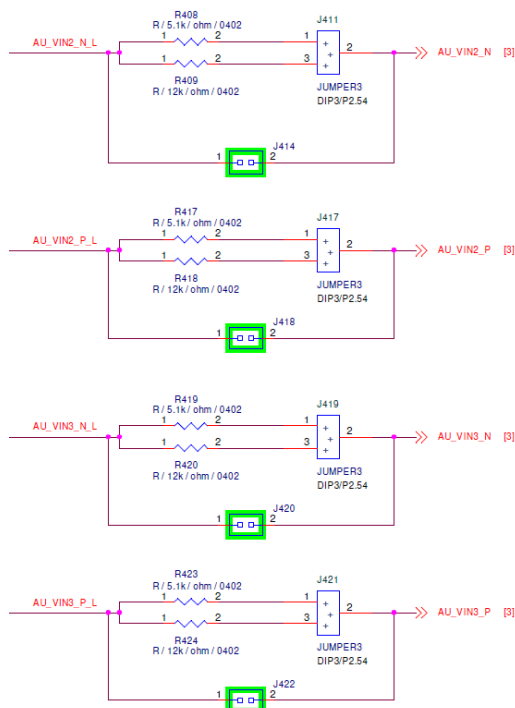 R408
R / 5.1k / ohm / 0402
J411
AU_VIN2_N_L
1 2 1 2
AU_VIN2_N [3]
1 2 3
R409
R / 12k / ohm / 0402
JUMPER3
DIP3/P2.54
J414
1 2
R417
R / 5.1k / ohm / 0402
J417
AU_VIN2_P_L
1 2 1 2
AU_VIN2_P [3]
1 2 3
R418
R / 12k / ohm / 0402
JUMPER3
DIP3/P2.54
J418
1 2
R419
R / 5.1k / ohm / 0402
J419
AU_VIN3_N_L
1 2 1 2
AU_VIN3_N [3]
1 2 3
R420
R / 12k / ohm / 0402
JUMPER3
DIP3/P2.54
J420
1 2
R423
R / 5.1k / ohm / 0402
J421
AU_VIN3_P_L
1 2 1 2
AU_VIN3_P [3]
1 2 3
R424
R / 12k / ohm / 0402
JUMPER3
DIP3/P2.54
J422
1 2